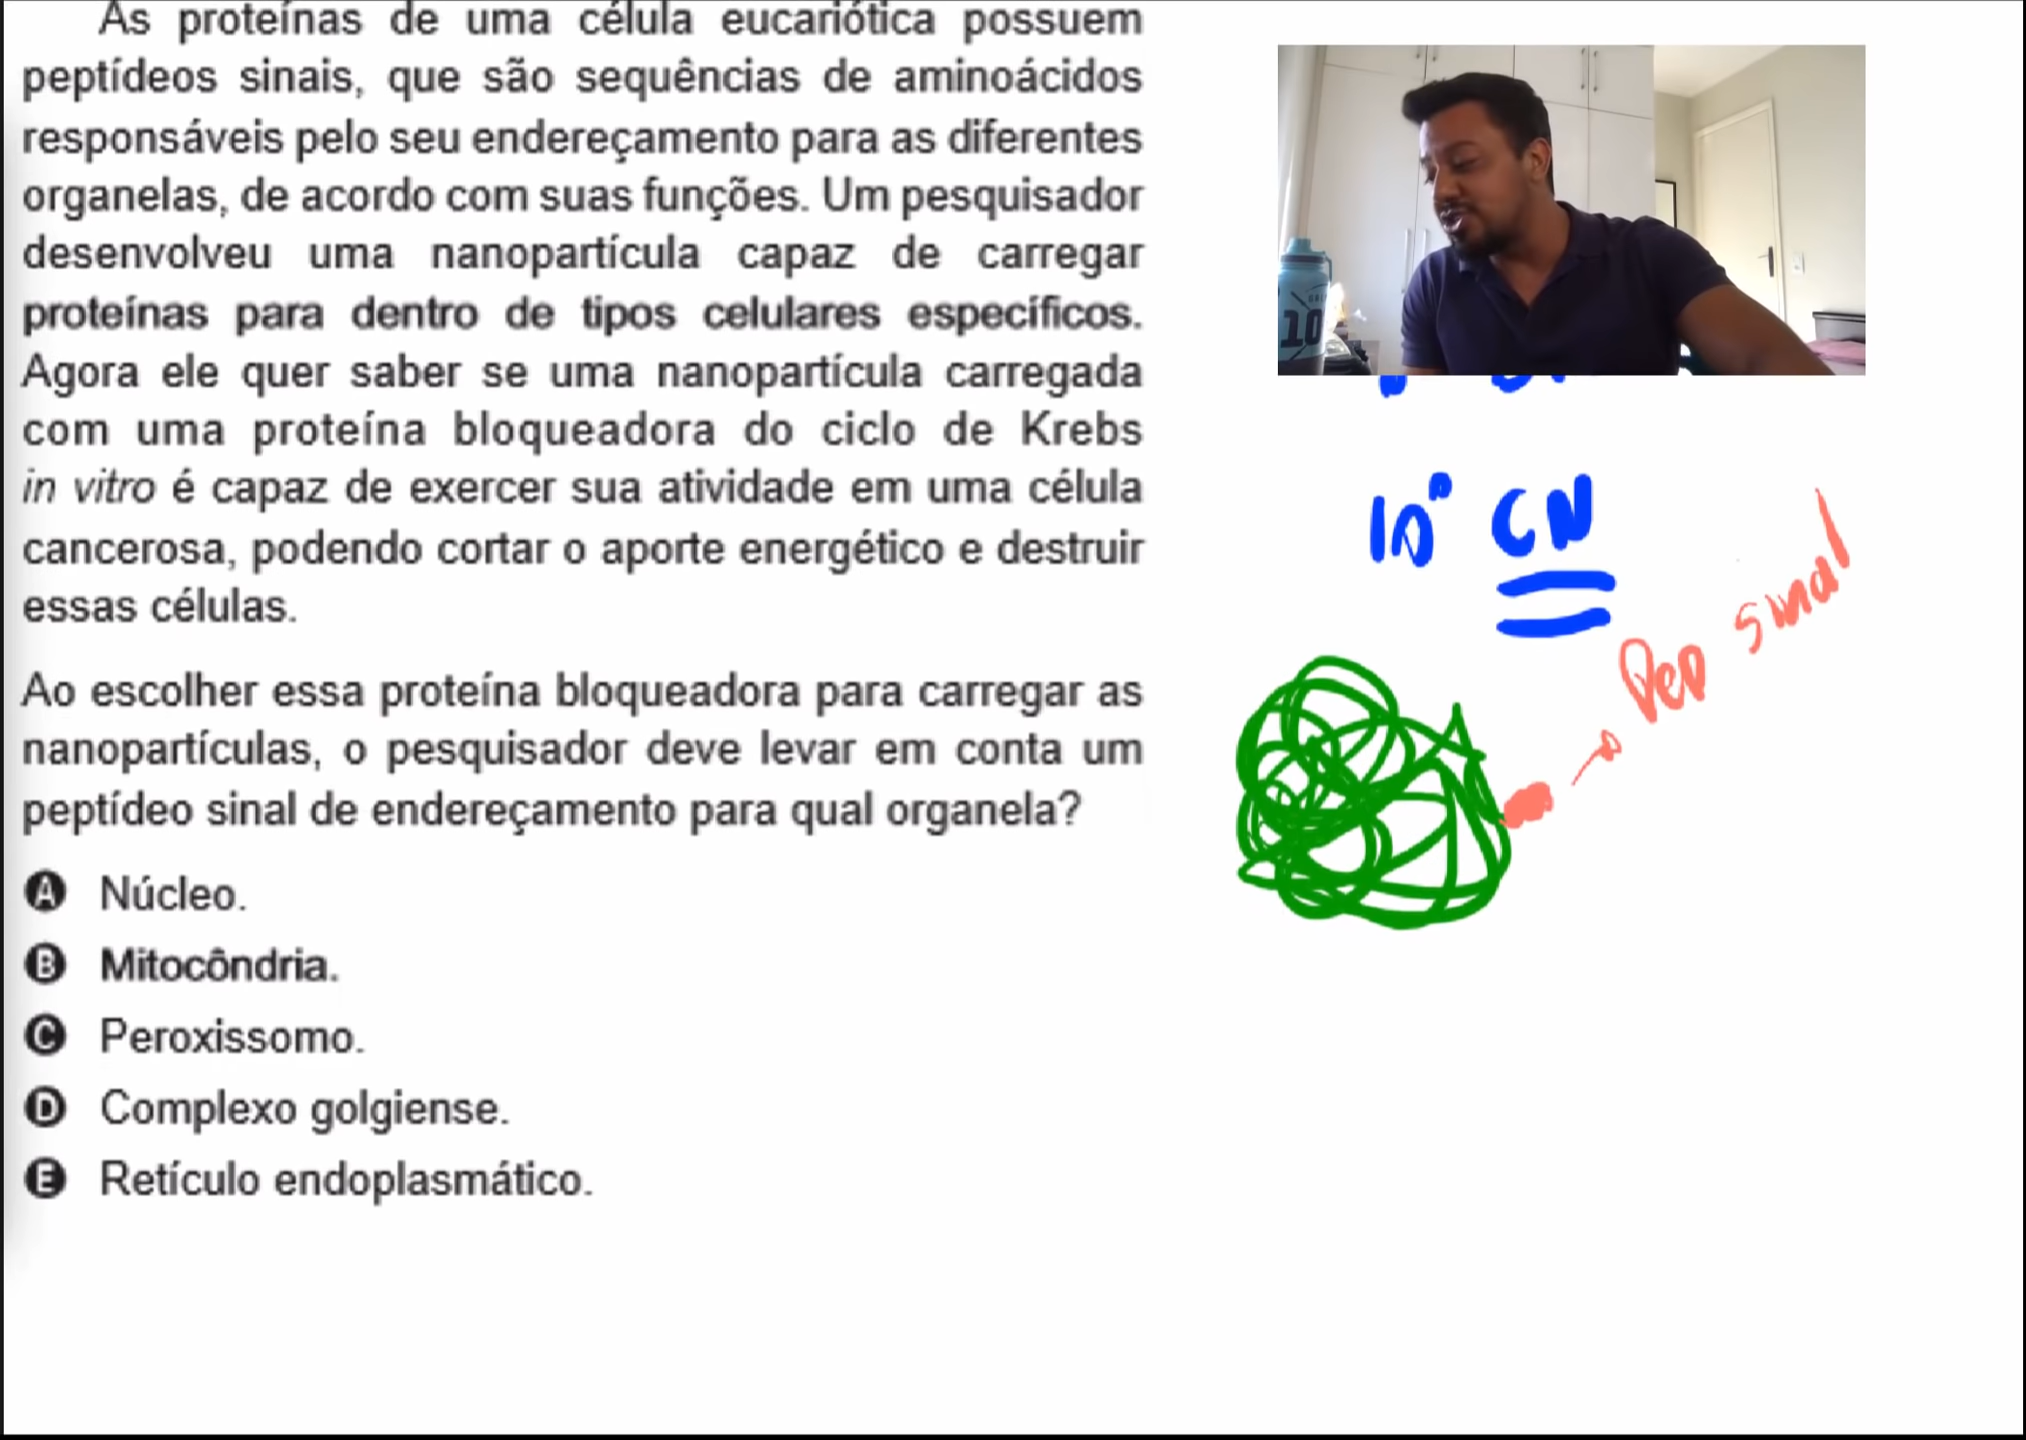 As proteínas de uma célula eucariótica possuem
peptídeos sinais, que são sequências de aminoácidos
responsáveis pelo seu endereçamento para as diferentes
organelas, de acordo com suas funções. Um pesquisador
desenvolveu uma nanopartícula capaz de carregar
proteínas para dentro de tipos celulares específicos.
Agora ele quer saber se uma nanopartícula carregada
com uma proteína bloqueadora do ciclo de Krebs
in vitro é capaz de exercer sua atividade em uma célula
cancerosa, podendo cortar o aporte energético e destruir
essas células.
Ao escolher essa proteína bloqueadora para carregar as
nanopartículas, o pesquisador deve levar em conta um
peptídeo sinal de endereçamento para qual organela?
A Núcleo.
B Mitocôndria.
C Peroxissomo.
D Complexo golgiense.
E Retículo endoplasmático.
10
10° CN
Pep sinal